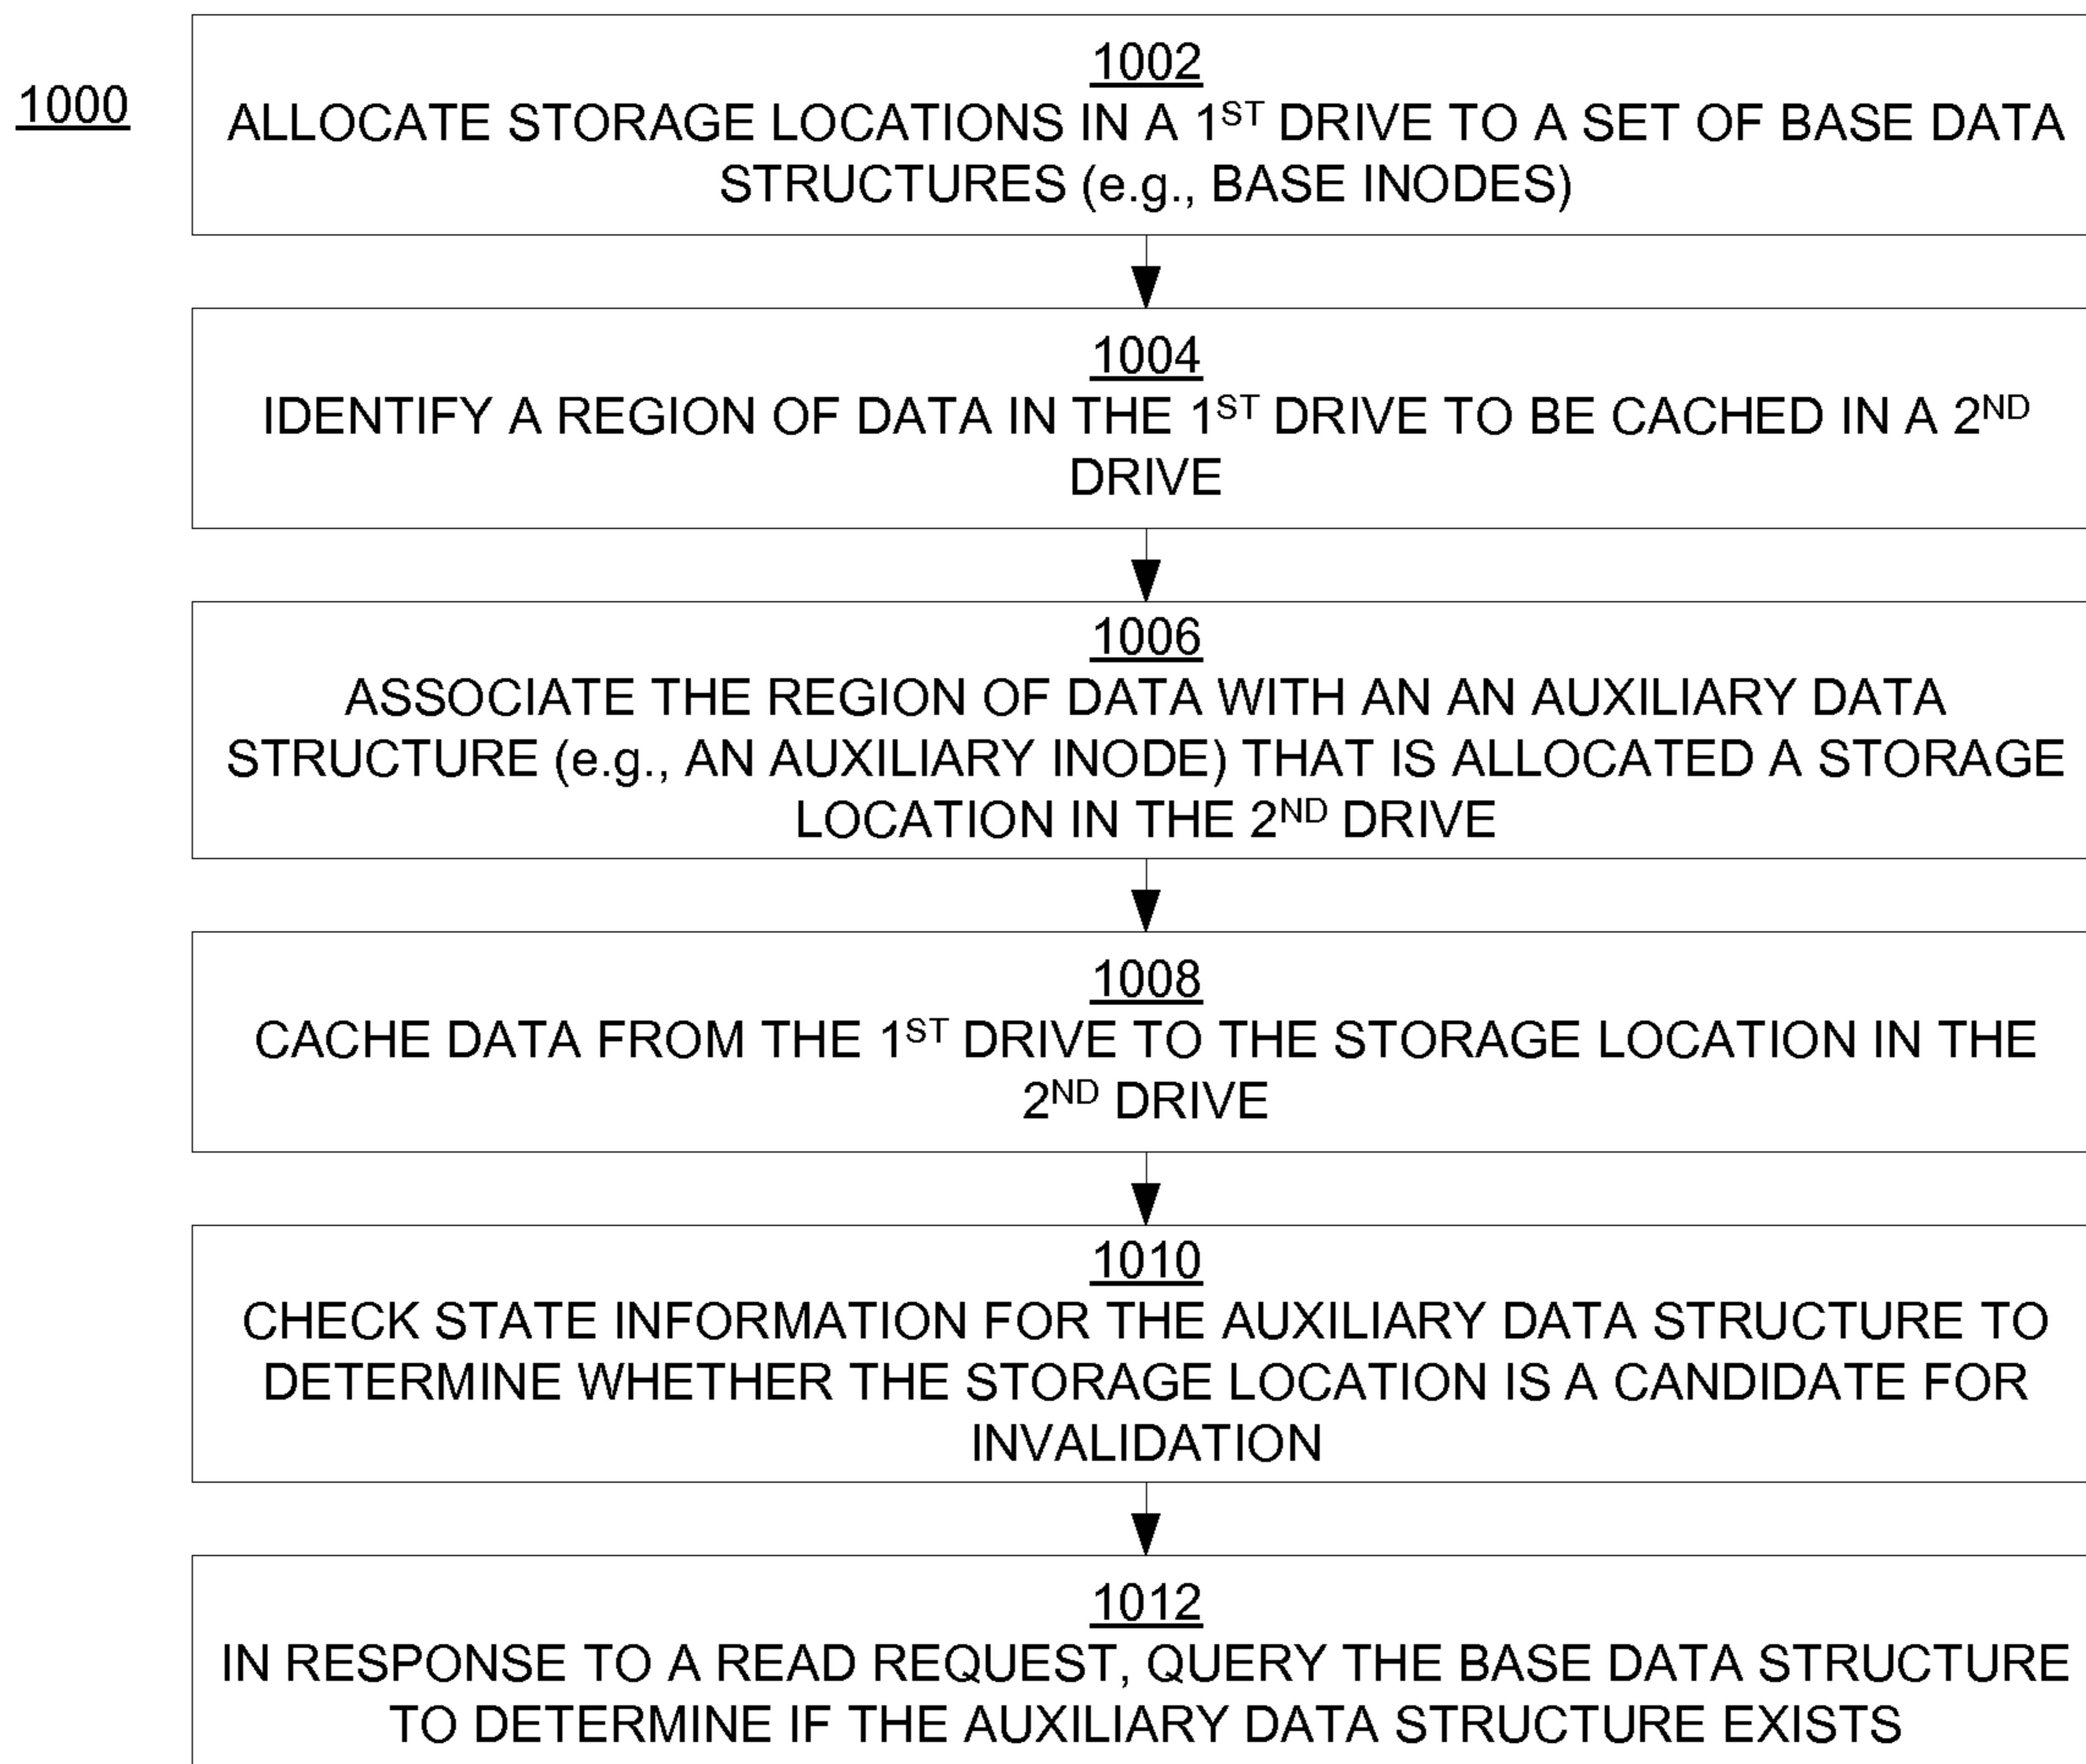 1000
1002
ALLOCATE STORAGE LOCATIONS IN A 1ST DRIVE TO A SET OF BASE DATA
STRUCTURES (e.g., BASE INODES)
1004
IDENTIFY A REGION OF DATA IN THE 1ST DRIVE TO BE CACHED IN A 2ND
DRIVE
1006
ASSOCIATE THE REGION OF DATA WITH AN AN AUXILIARY DATA
STRUCTURE (e.g., AN AUXILIARY INODE) THAT IS ALLOCATED A STORAGE
LOCATION IN THE 2ND DRIVE
1008
CACHE DATA FROM THE 1ST DRIVE TO THE STORAGE LOCATION IN THE
2ND DRIVE
1010
CHECK STATE INFORMATION FOR THE AUXILIARY DATA STRUCTURE TO
DETERMINE WHETHER THE STORAGE LOCATION IS A CANDIDATE FOR
INVALIDATION
1012
IN RESPONSE TO A READ REQUEST, QUERY THE BASE DATA STRUCTURE
TO DETERMINE IF THE AUXILIARY DATA STRUCTURE EXISTS